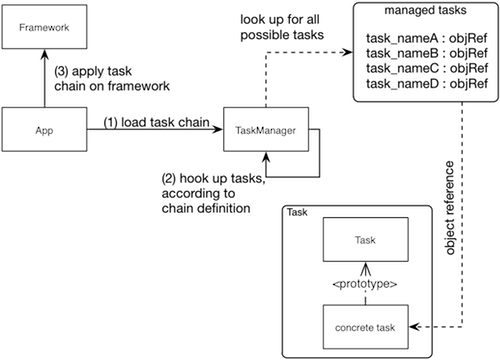 Framework
(3) apply task
chain on framework
App
(1) load task chain
TaskManager
(2) hook up tasks,
according to
chain definition
look up for all
possible tasks
managed tasks
task_nameA : objRef
task_nameB : objRef
task_nameC : objRef
task_nameD : objRef
object reference
Task
Task
<prototype>
concrete task